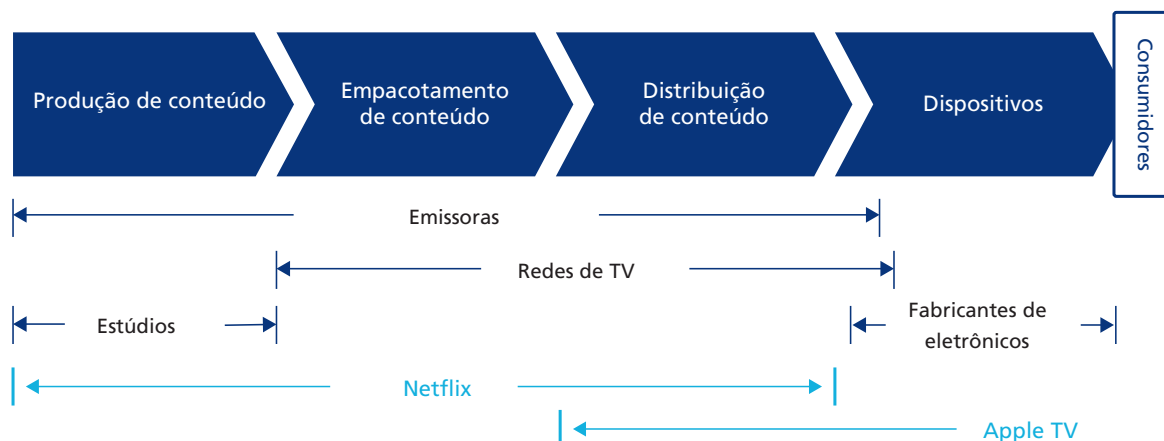 Produção de conteúdo
Empacotamento
de conteúdo
Distribuição
de conteúdo
Dispositivos
Consumidores
Emissoras
Redes de TV
Estúdios
Fabricantes de
eletrônicos
Netflix
Apple TV